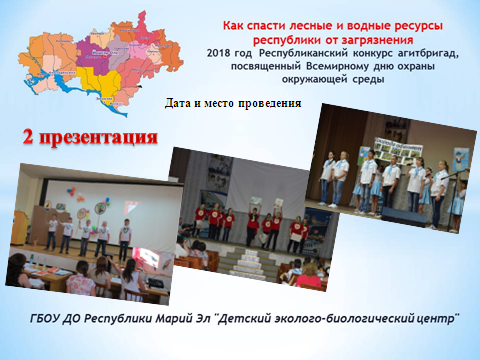 Как спасти лесные и водные ресурсы
республики от загрязнения
2018 год Республиканский конкурс агитбригад,
посвященный Всемирному дню охраны
окружающей среды
Дата и место проведения
2 презентация
ГБОУ ДО Республики Марий Эл "Детский эколого-биологический центр"